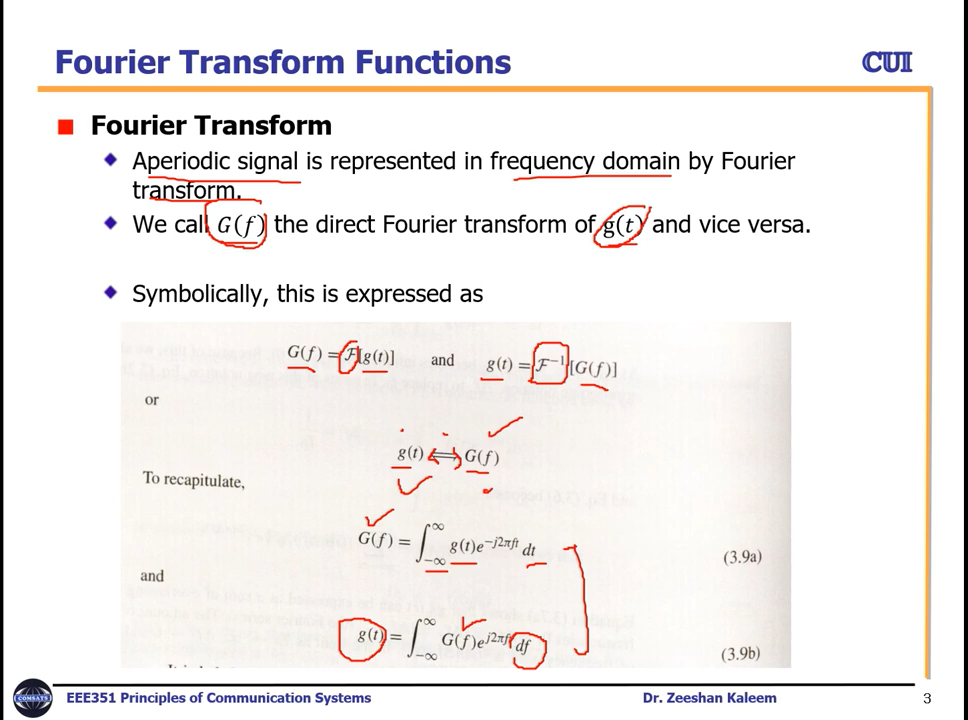 Fourier Transform Functions
CUI
Fourier Transform
Aperiodic signal is represented in frequency domain by Fourier
transform.
We call G(f) the direct Fourier transform of g(t) and vice versa.
Symbolically, this is expressed as
G(f) = ℱ[g(t)] and g(t) = ℱ⁻¹[G(f)]
or
g(t) ⟺ G(f)
To recapitulate,
G(f) = ∫_{-∞}^{∞} g(t)e^{-j2πft} dt (3.9a)
and
g(t) = ∫_{-∞}^{∞} G(f)e^{j2πft} df (3.9b)
COMSATS
EEE351 Principles of Communication Systems
Dr. Zeeshan Kaleem
3